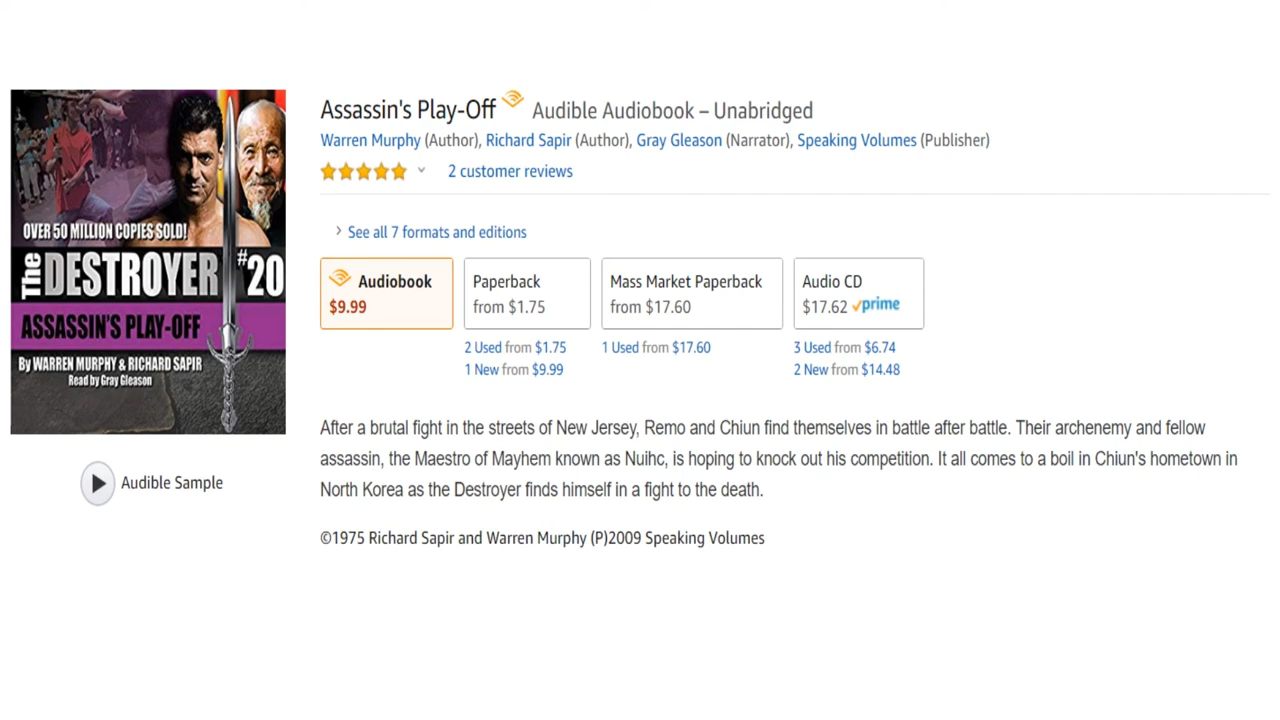 Assassin's Play-Off Audible Audiobook – Unabridged
Warren Murphy (Author), Richard Sapir (Author), Gray Gleason (Narrator), Speaking Volumes (Publisher)
2 customer reviews
See all 7 formats and editions
Audiobook
$9.99
Paperback
from $1.75
2 Used from $1.75
1 New from $9.99
Mass Market Paperback
from $17.60
1 Used from $17.60
Audio CD
$17.62 prime
3 Used from $6.74
2 New from $14.48
OVER 50 MILLION COPIES SOLD!
The DESTROYER #20
ASSASSIN'S PLAY-OFF
By WARREN MURPHY & RICHARD SAPIR
Read by Gray Gleason
Audible Sample
After a brutal fight in the streets of New Jersey, Remo and Chiun find themselves in battle after battle. Their archenemy and fellow
assassin, the Maestro of Mayhem known as Nuihc, is hoping to knock out his competition. It all comes to a boil in Chiun's hometown in
North Korea as the Destroyer finds himself in a fight to the death.
©1975 Richard Sapir and Warren Murphy (P)2009 Speaking Volumes